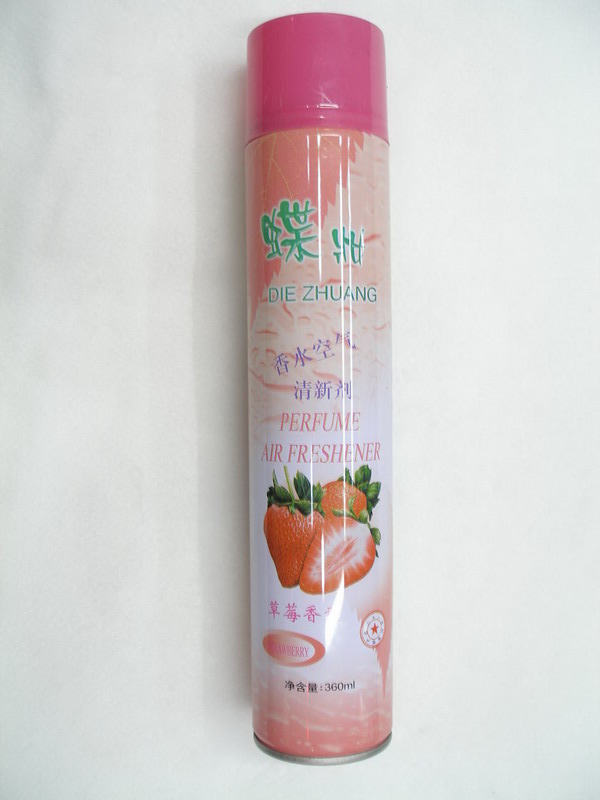 蝶妝
DIE ZHUANG
香水空气
清新剂
PERFUME
AIR FRESHENER
草莓香
净含量:360ml